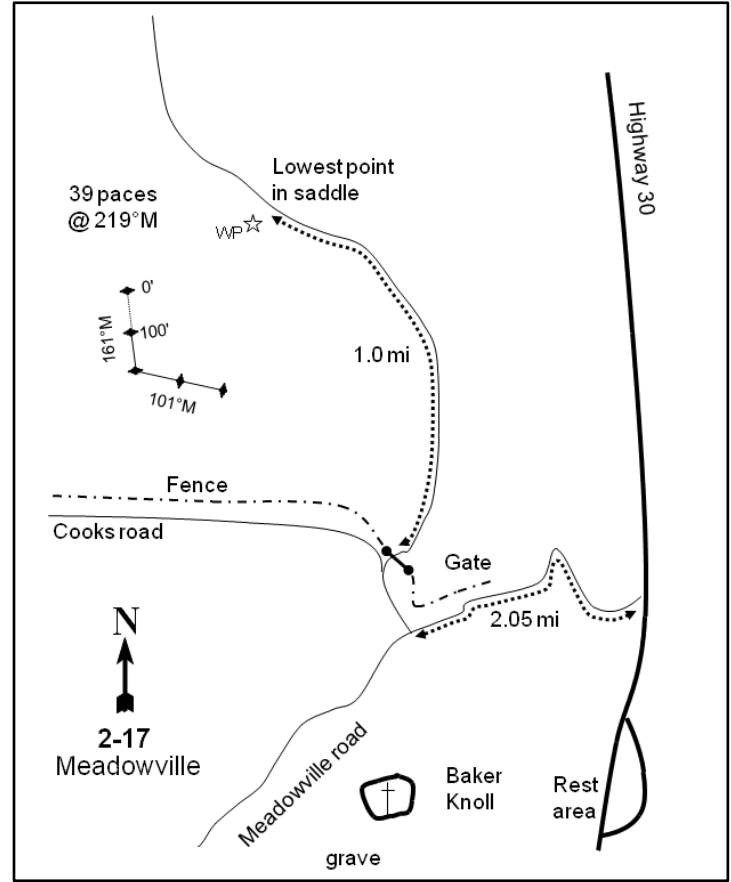 Highway 30
Lowest point
in saddle
39 paces
@ 219°M
WP
0'
100'
161°M
101°M
1.0 mi
Fence
Cooks road
Gate
2.05 mi
N
2-17
Meadowville
Meadowville road
Baker
Knoll
Rest
area
grave